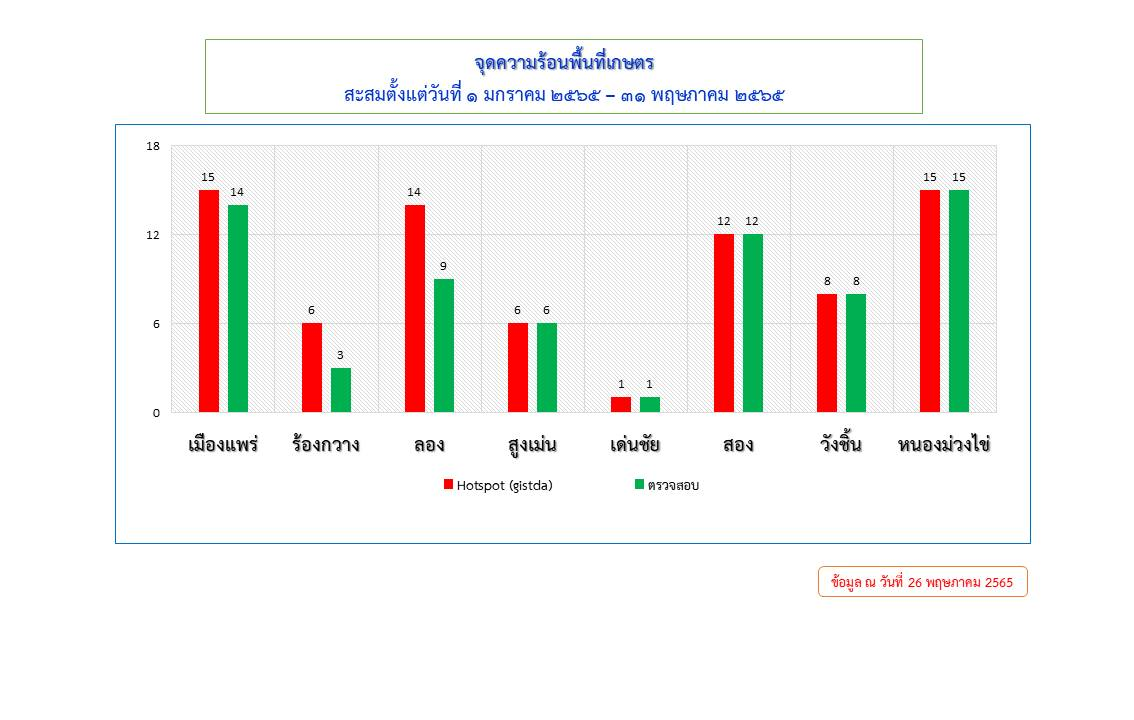 จุดความร้อนพื้นที่เกษตร
สะสมตั้งแต่วันที่ ๑ มกราคม ๒๕๖๕ – ๓๑ พฤษภาคม ๒๕๖๕
18
12
6
0
15 14 6 3 14 9 6 6 1 1 12 12 8 8 15 15
เมืองแพร่ ร้องกวาง ลอง สูงเม่น เด่นชัย สอง วังชิ้น หนองม่วงไข่
Hotspot (gistda) ตรวจสอบ
ข้อมูล ณ วันที่ 26 พฤษภาคม 2565